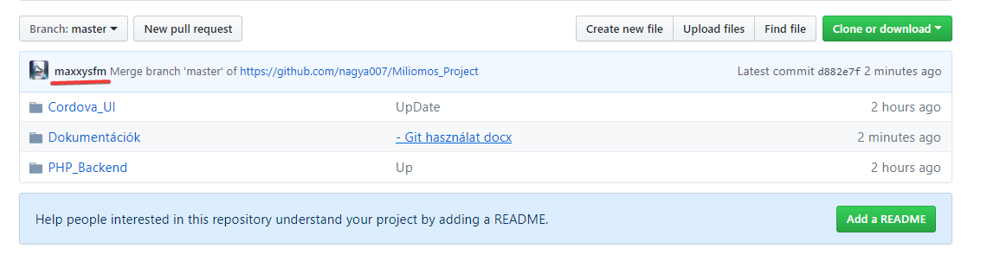 Branch: master New pull request Create new file Upload files Find file Clone or download
maxxysfm Merge branch 'master' of https://github.com/nagya007/Miliomos_Project Latest commit d882e7f 2 minutes ago
Cordova_UI UpDate 2 hours ago
Dokumentációk - Git használat docx 2 minutes ago
PHP_Backend Up 2 hours ago
Help people interested in this repository understand your project by adding a README. Add a README